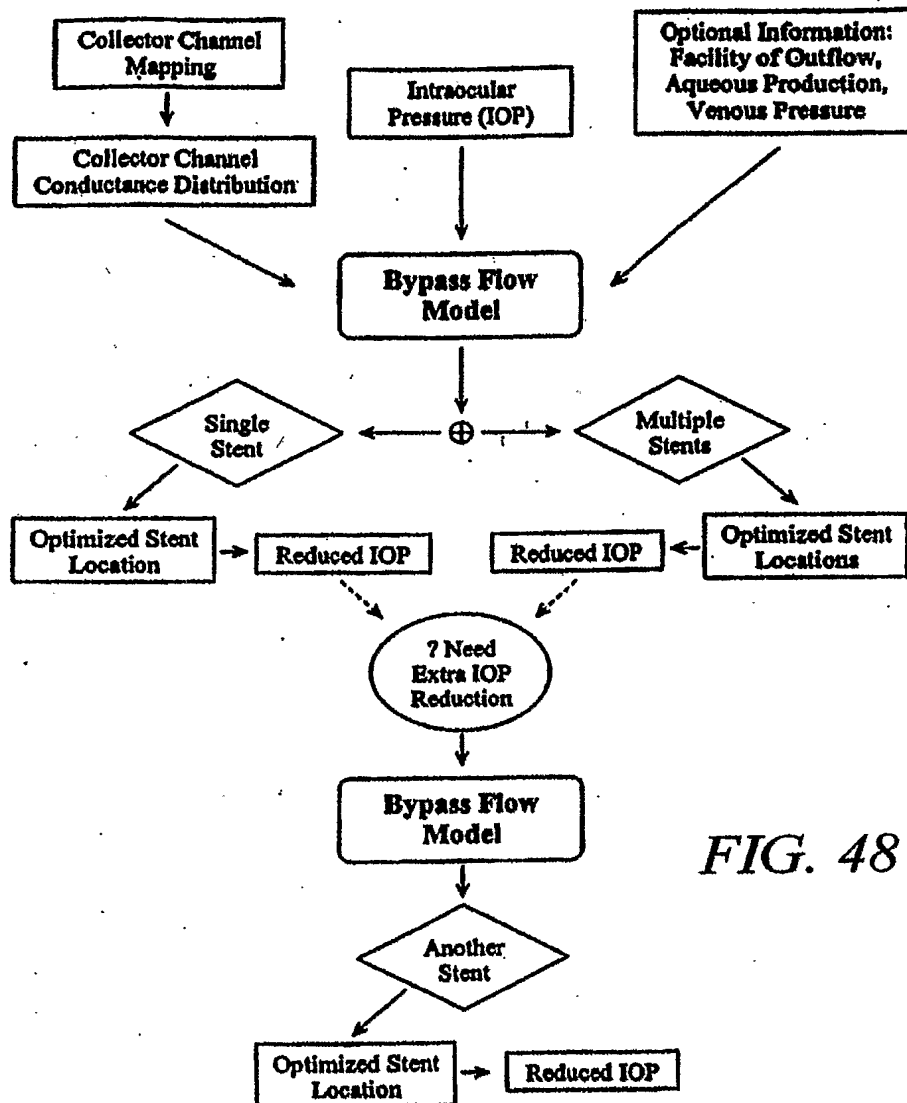 Collector Channel
Mapping
Intraocular
Pressure (IOP)
Optional Information:
Facility of Outflow,
Aqueous Production,
Venous Pressure
Collector Channel
Conductance Distribution
Bypass Flow
Model
Single
Stent
⊕
Multiple
Stents
Optimized Stent
Location
Reduced IOP
Reduced IOP
Optimized Stent
Locations
? Need
Extra IOP
Reduction
Bypass Flow
Model
FIG. 48
Another
Stent
Optimized Stent
Location
Reduced IOP